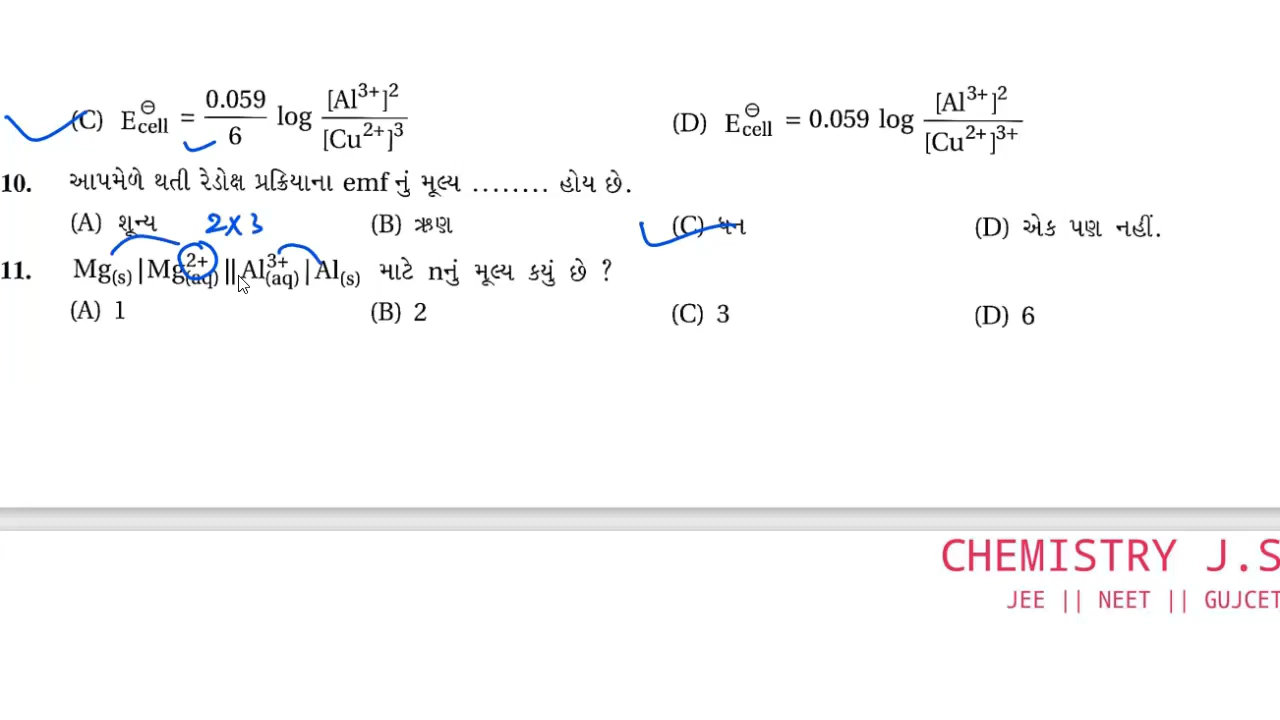 (C) E⊖cell = 0.059/6 log [Al3+]2/[Cu2+]3 (D) E⊖cell = 0.059 log [Al3+]2/[Cu2+]3+
10. આપમેળે થતી રેડોક્ષ પ્રક્રિયાના emf નું મૂલ્ય ........ હોય છે.
(A) શૂન્ય 2 × 3 (B) ઋણ (C) ધન (D) એક પણ નહીં.
11. Mg(s)|Mg2+(aq)||Al3+(aq)|Al(s) માટે nનું મૂલ્ય કયું છે ?
(A) 1 (B) 2 (C) 3 (D) 6
CHEMISTRY J.S
JEE || NEET || GUJCET